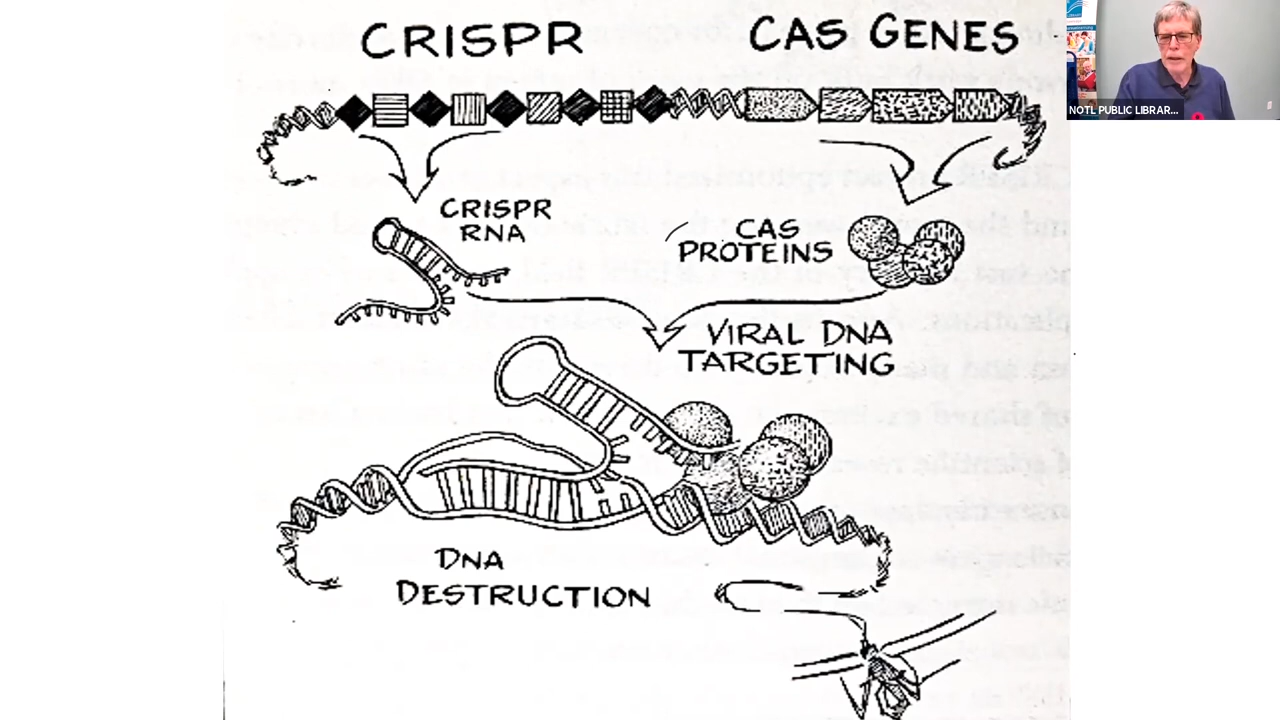 CRISPR
CAS GENES
CRISPR
RNA
CAS
PROTEINS
VIRAL DNA
TARGETING
DNA
DESTRUCTION
NOTL PUBLIC LIBRAR...